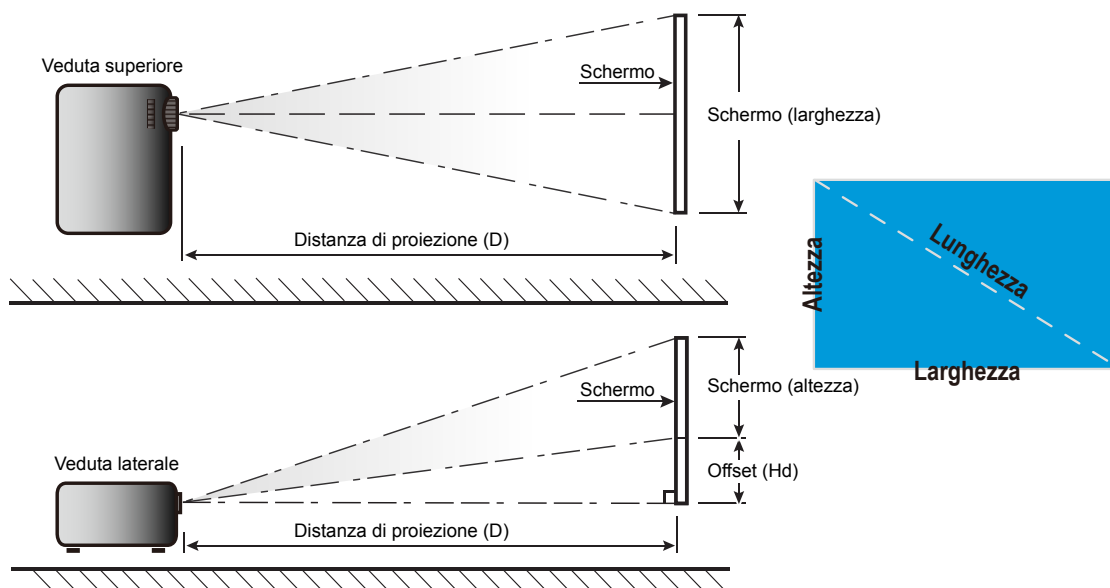 Veduta superiore
Schermo
Schermo (larghezza)
Distanza di proiezione (D)
Altezza
Lunghezza
Larghezza
Schermo
Schermo (altezza)
Veduta laterale
Offset (Hd)
Distanza di proiezione (D)